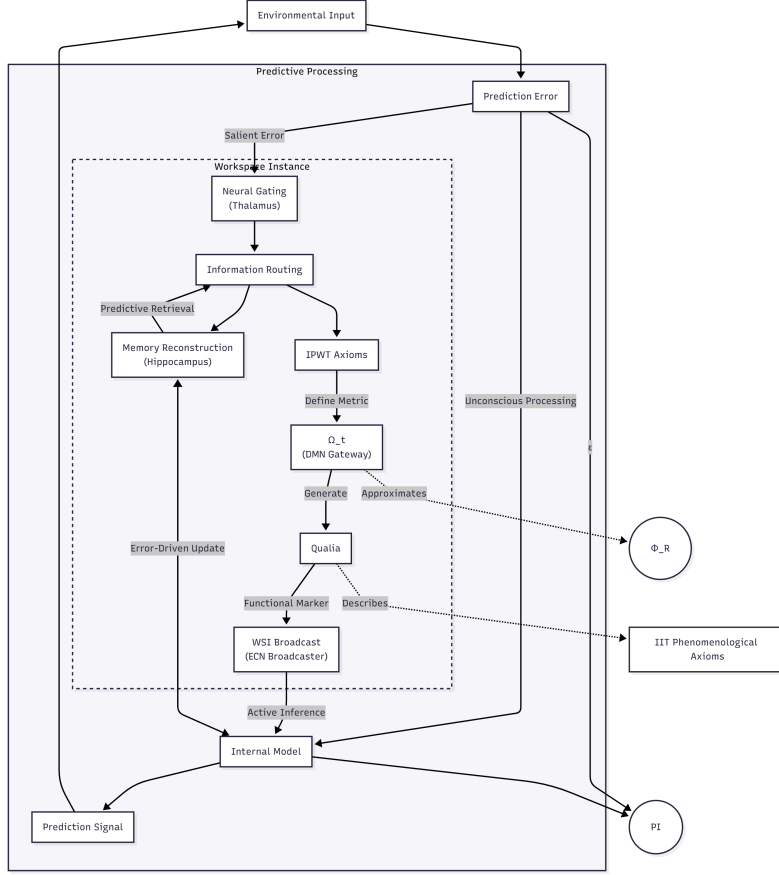 Environmental Input
Predictive Processing
Prediction Error
Salient Error
Workspace Instance
Neural Gating
(Thalamus)
Information Routing
Predictive Retrieval
Memory Reconstruction
(Hippocampus)
IPWT Axioms
Define Metric
Unconscious Processing
Ω_t
(DMN Gateway)
ε
Generate
Approximates
Qualia
Φ_R
Error-Driven Update
Functional Marker
Describes
WSI Broadcast
(ECN Broadcaster)
IIT Phenomenological
Axioms
Active Inference
Internal Model
Prediction Signal
PI